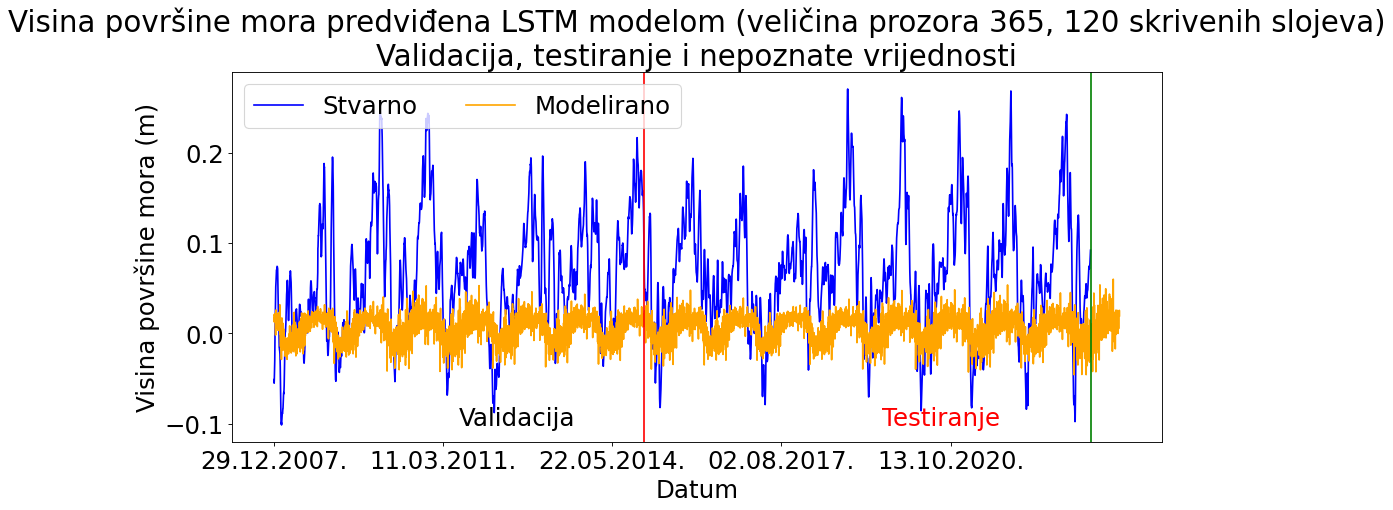 Visina površine mora predviđena LSTM modelom (veličina prozora 365, 120 skrivenih slojeva)
Validacija, testiranje i nepoznate vrijednosti
Stvarno Modelirano
Visina površine mora (m)
0.2
0.1
0.0
−0.1
Validacija Testiranje
29.12.2007. 11.03.2011. 22.05.2014. 02.08.2017. 13.10.2020.
Datum